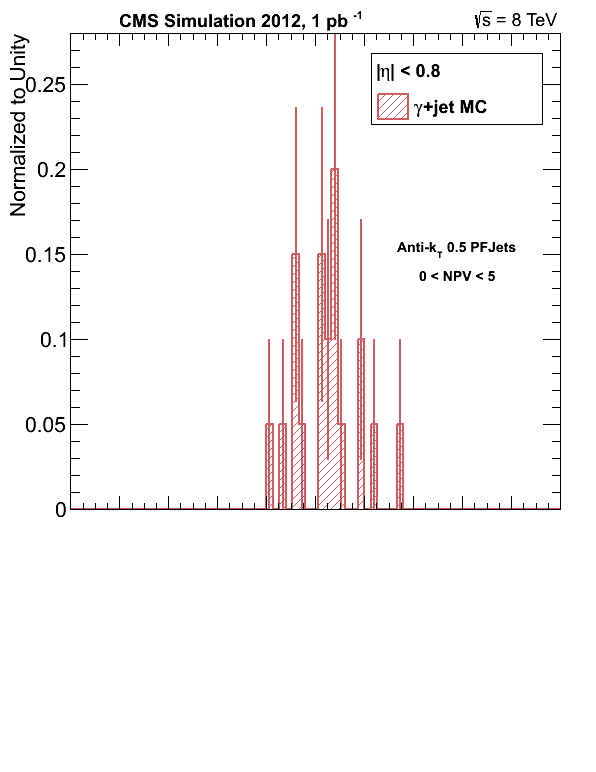 CMS Simulation 2012, 1 pb⁻¹
√s = 8 TeV
Normalized to Unity
|η| < 0.8
γ+jet MC
Anti-kT 0.5 PFJets
0 < NPV < 5
0.25
0.2
0.15
0.1
0.05
0